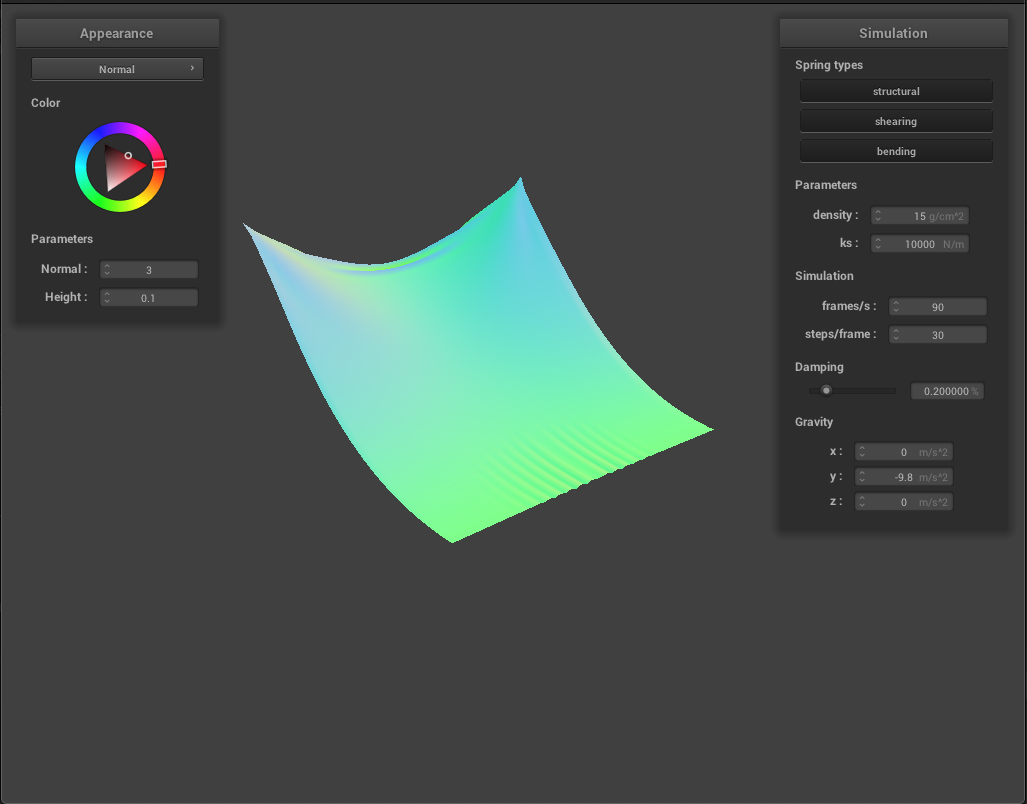 Appearance
Normal ›
Color
Parameters
Normal : 3
Height : 0.1
Simulation
Spring types
structural
shearing
bending
Parameters
density : 15 g/cm^2
ks : 10000 N/m
Simulation
frames/s : 90
steps/frame : 30
Damping
0.200000 %
Gravity
x : 0 m/s^2
y : -9.8 m/s^2
z : 0 m/s^2